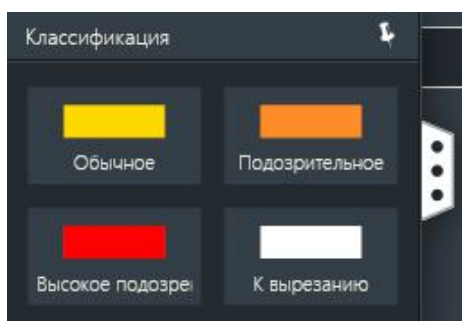 Классификация
Обычное
Подозрительное
Высокое подозре
К вырезанию